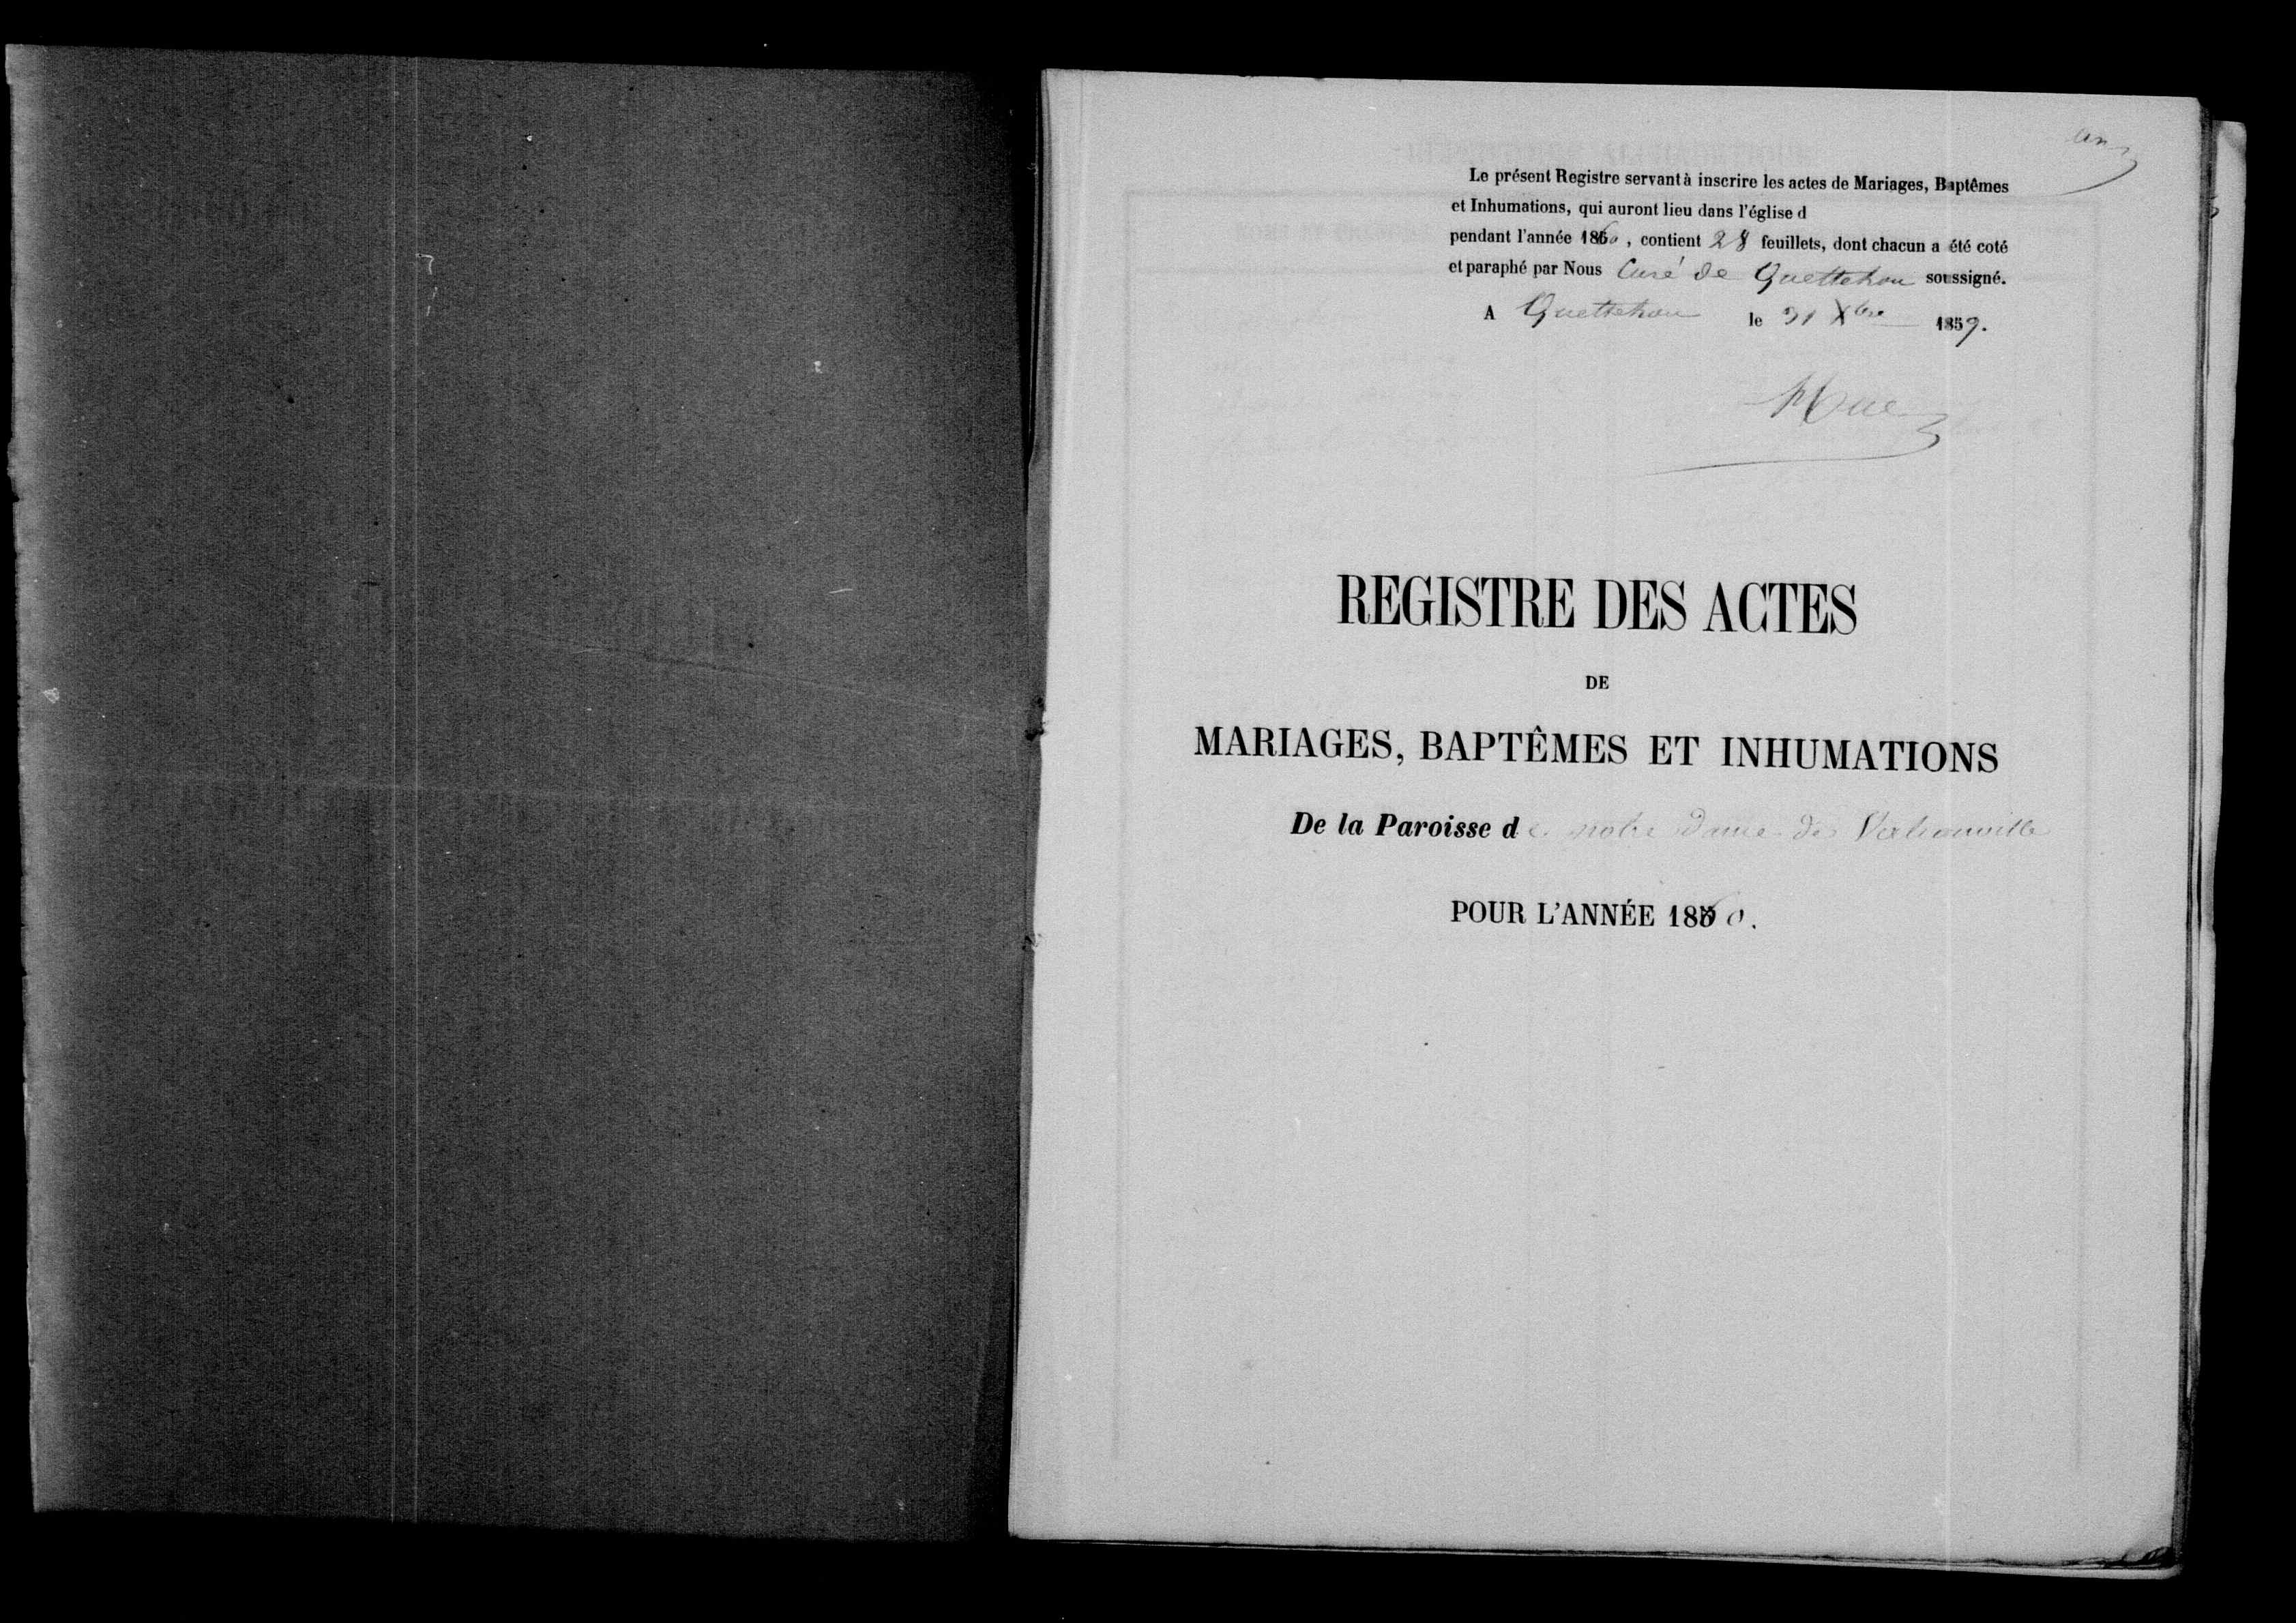 un
Le présent Registre servant à inscrire les actes de Mariages, Baptêmes
et Inhumations, qui auront lieu dans l'église d
pendant l'année 1860, contient 28 feuillets, dont chacun a été coté
et paraphé par Nous Curé de Quettehou soussigné.
A Quettehou le 31 Xbre 1859.
REGISTRE DES ACTES
DE
MARIAGES, BAPTÊMES ET INHUMATIONS
De la Paroisse de notre Dame de
POUR L'ANNÉE 1860.